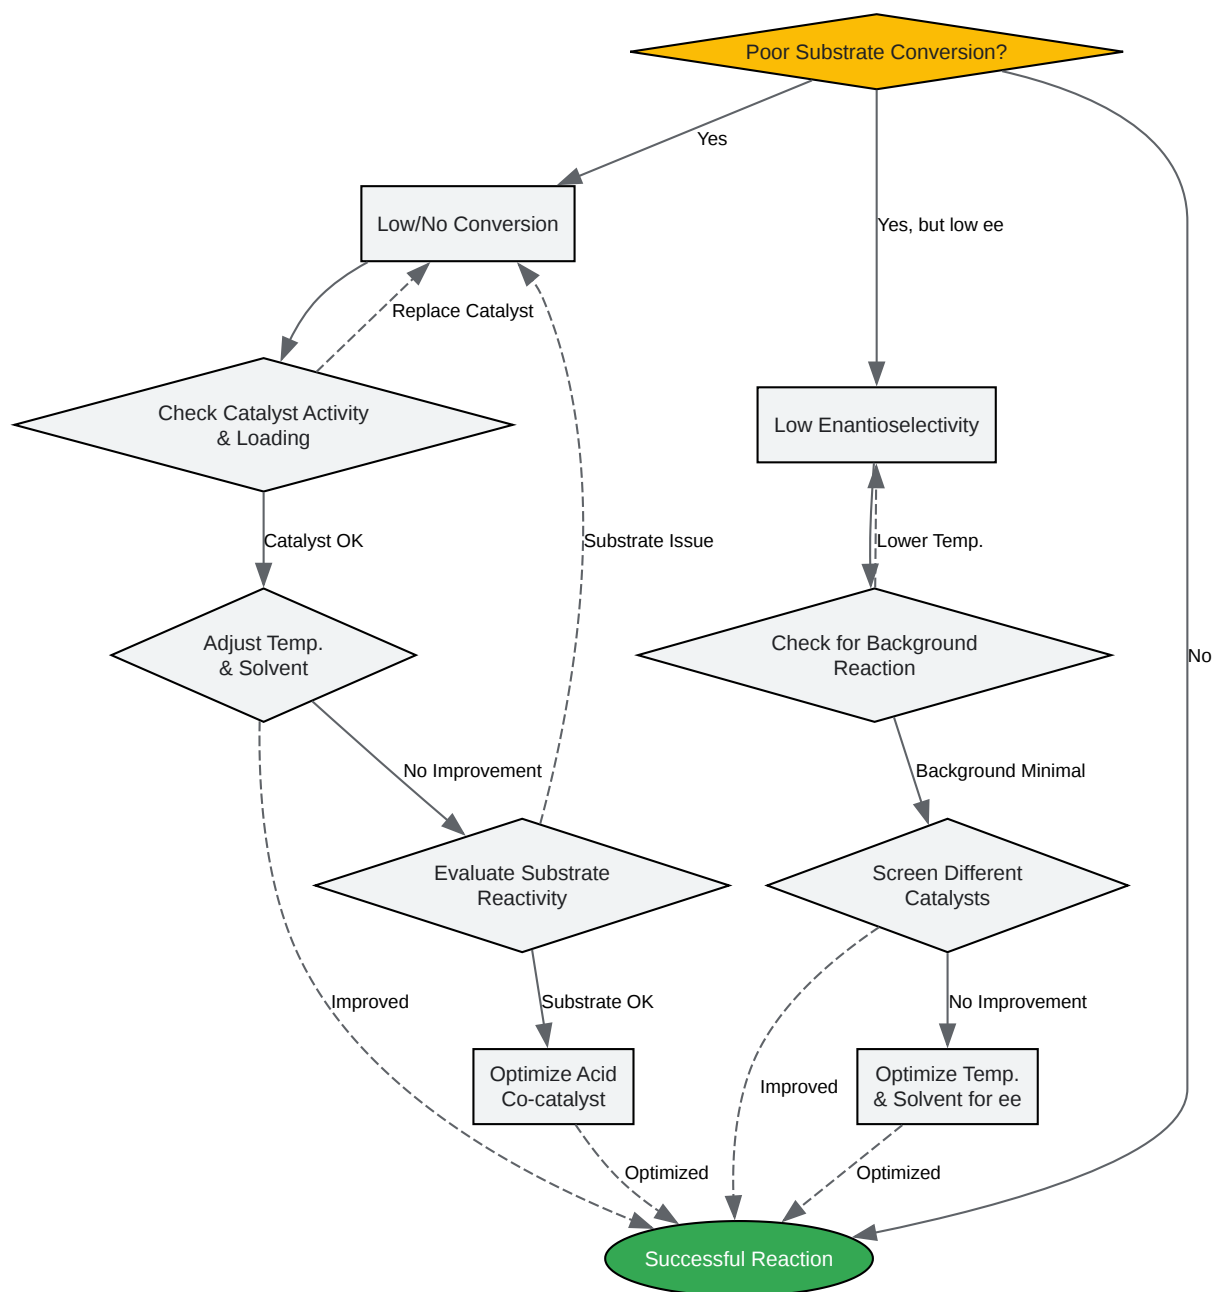 Poor Substrate Conversion?
Yes
Low/No Conversion
Yes, but low ee
Replace Catalyst
Check Catalyst Activity
& Loading
Low Enantioselectivity
Catalyst OK
Substrate Issue
Lower Temp.
Adjust Temp.
& Solvent
Check for Background
Reaction
No
No Improvement
Background Minimal
Evaluate Substrate
Reactivity
Screen Different
Catalysts
Improved
Substrate OK
No Improvement
Optimize Acid
Co-catalyst
Improved
Optimize Temp.
& Solvent for ee
Optimized
Optimized
Successful Reaction